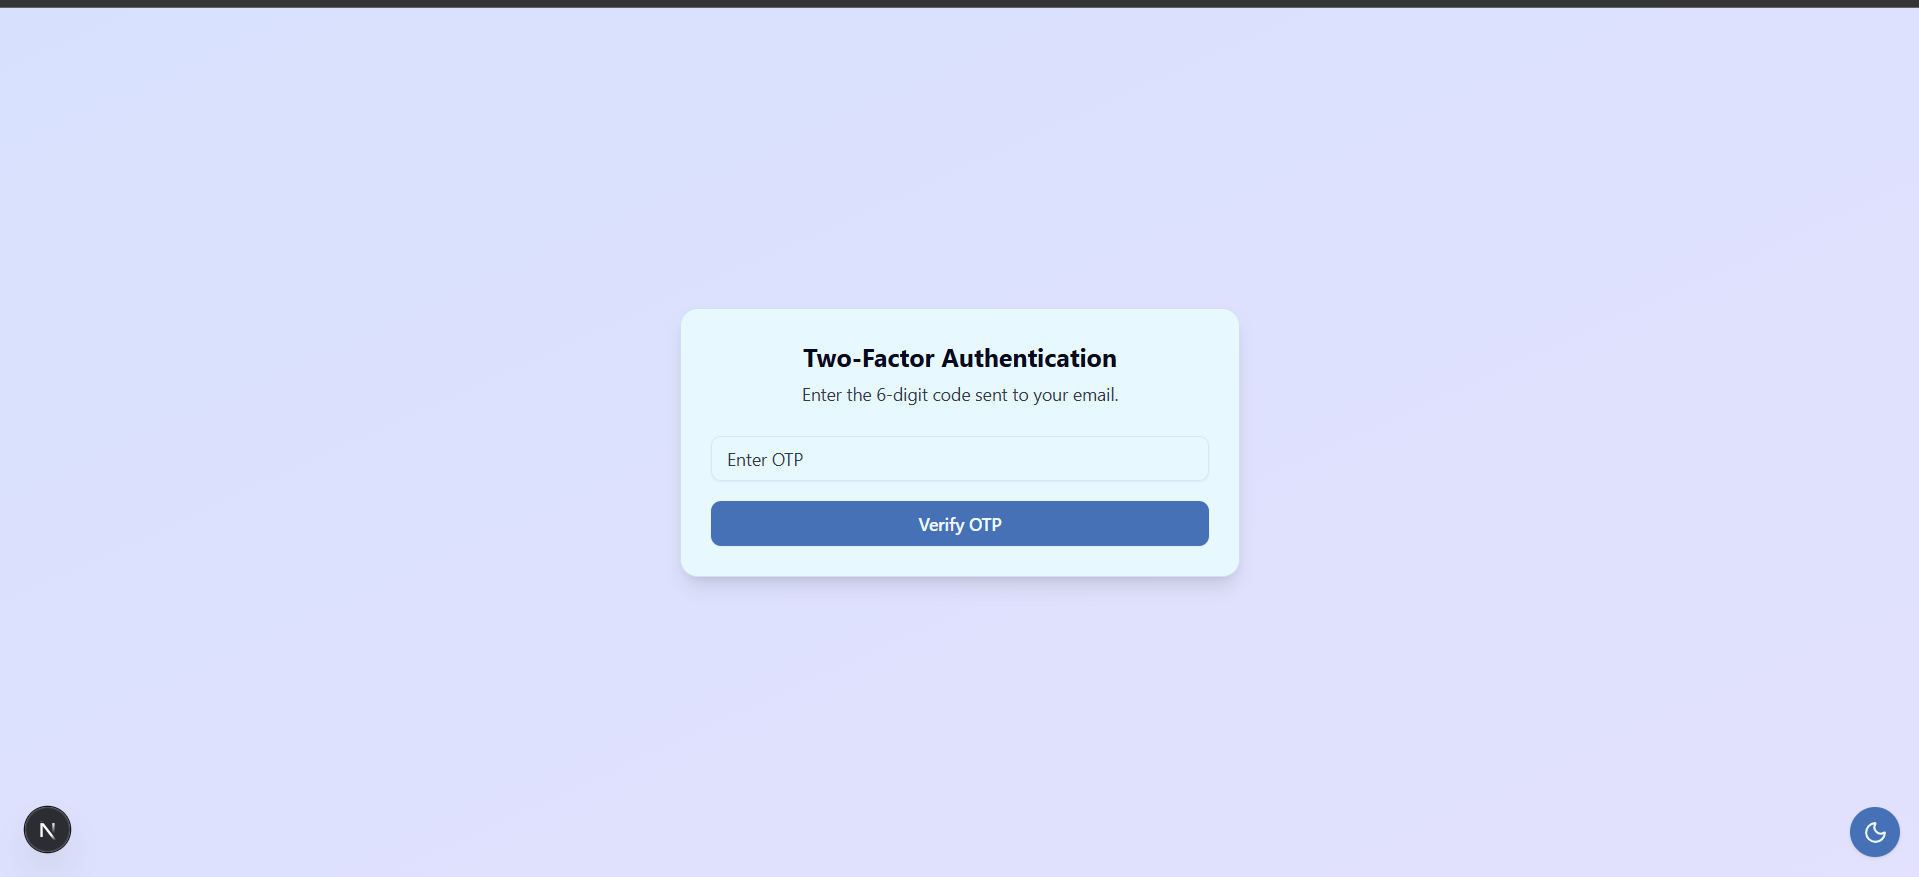 Two-Factor Authentication
Enter the 6-digit code sent to your email.
Enter OTP
Verify OTP
N